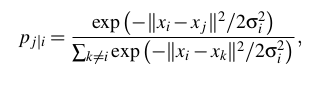 p_{j|i} = \frac{\exp\left(-\|x_i - x_j\|^2/2\sigma_i^2\right)}{\sum_{k \neq i} \exp\left(-\|x_i - x_k\|^2/2\sigma_i^2\right)},